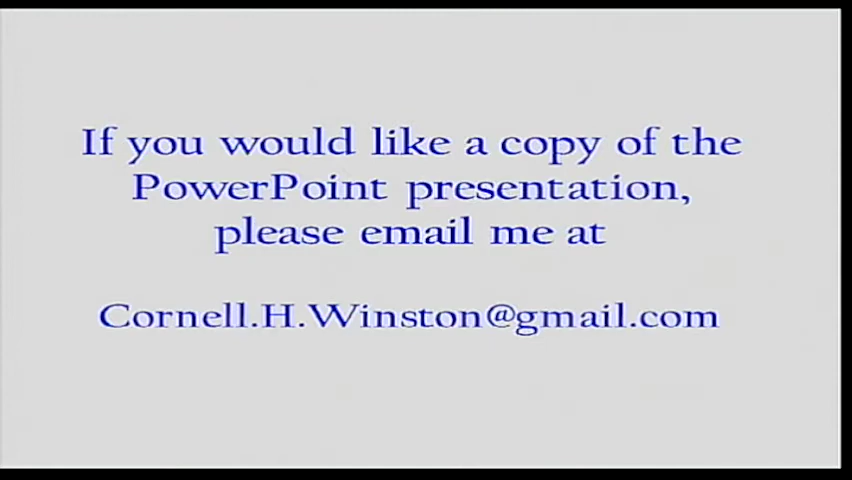 If you would like a copy of the
PowerPoint presentation,
please email me at
Cornell.H.Winston@gmail.com